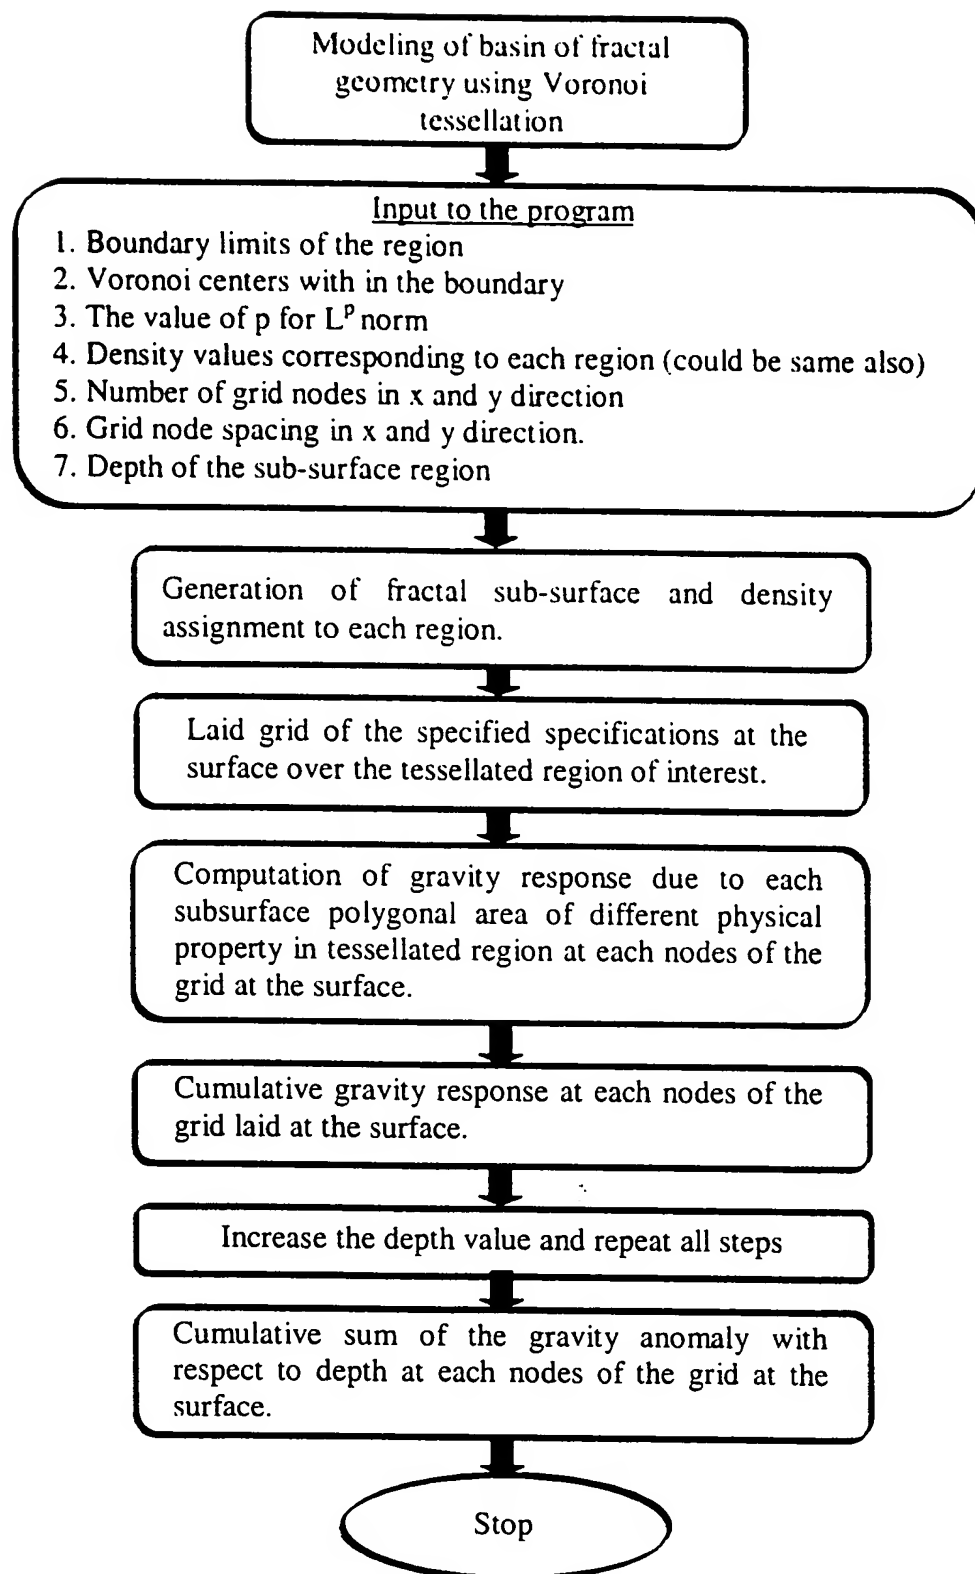 Modeling of basin of fractal
geometry using Voronoi
tessellation
Input to the program
1. Boundary limits of the region
2. Voronoi centers with in the boundary
3. The value of p for Lᵖ norm
4. Density values corresponding to each region (could be same also)
5. Number of grid nodes in x and y direction
6. Grid node spacing in x and y direction.
7. Depth of the sub-surface region
Generation of fractal sub-surface and density
assignment to each region.
Laid grid of the specified specifications at the
surface over the tessellated region of interest.
Computation of gravity response due to each
subsurface polygonal area of different physical
property in tessellated region at each nodes of the
grid at the surface.
Cumulative gravity response at each nodes of the
grid laid at the surface.
Increase the depth value and repeat all steps
Cumulative sum of the gravity anomaly with
respect to depth at each nodes of the grid at the
surface.
Stop